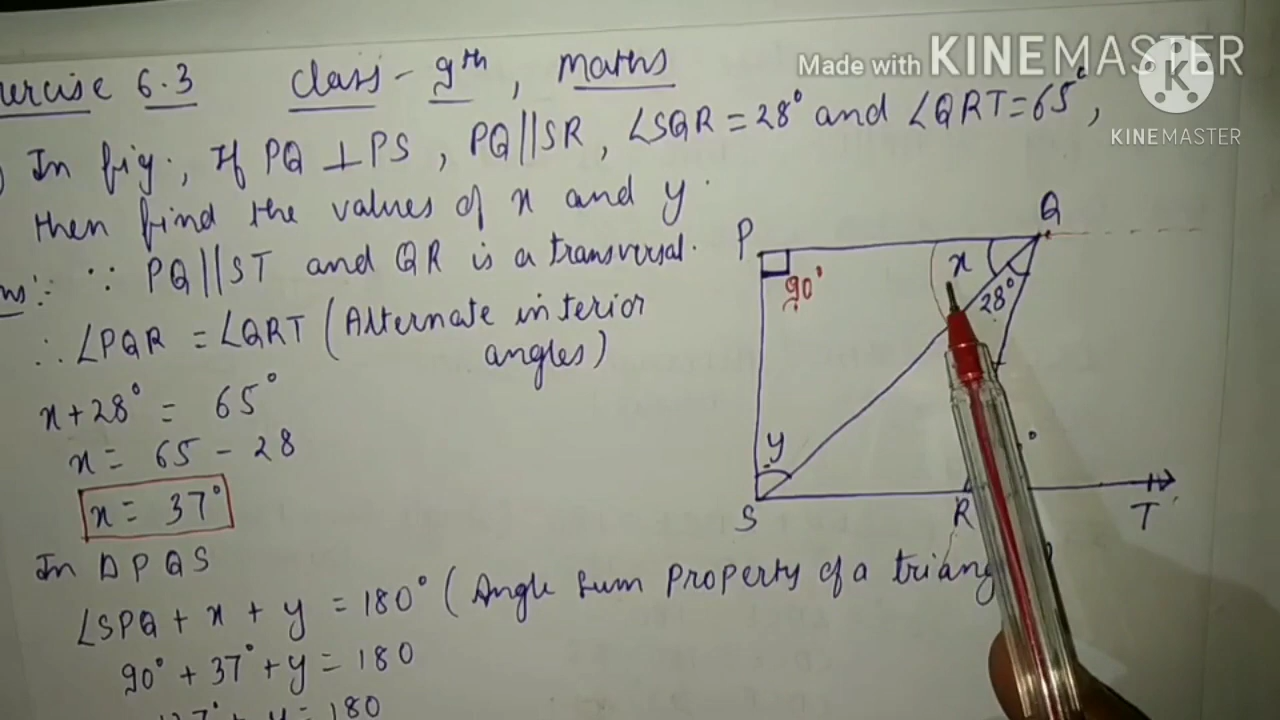 Made with KINEMASTER
K
KINEMASTER
ercise 6.3 Class - 9th, Maths
) In fig; If PQ ⊥ PS, PQ || SR, ∠SQR = 28° and ∠QRT = 65°,
then find the values of x and y.
ns:- ∵ PQ || ST and QR is a transversal.
∴ ∠PQR = ∠QRT (Alternate interior
angles)
x + 28° = 65°
x = 65 - 28
x = 37°
In ΔPQS
∠SPQ + x + y = 180° (Angle sum property of a triang
90° + 37° + y = 180
127° + y = 180
P
Q
90°
x
28°
y
S
R
T